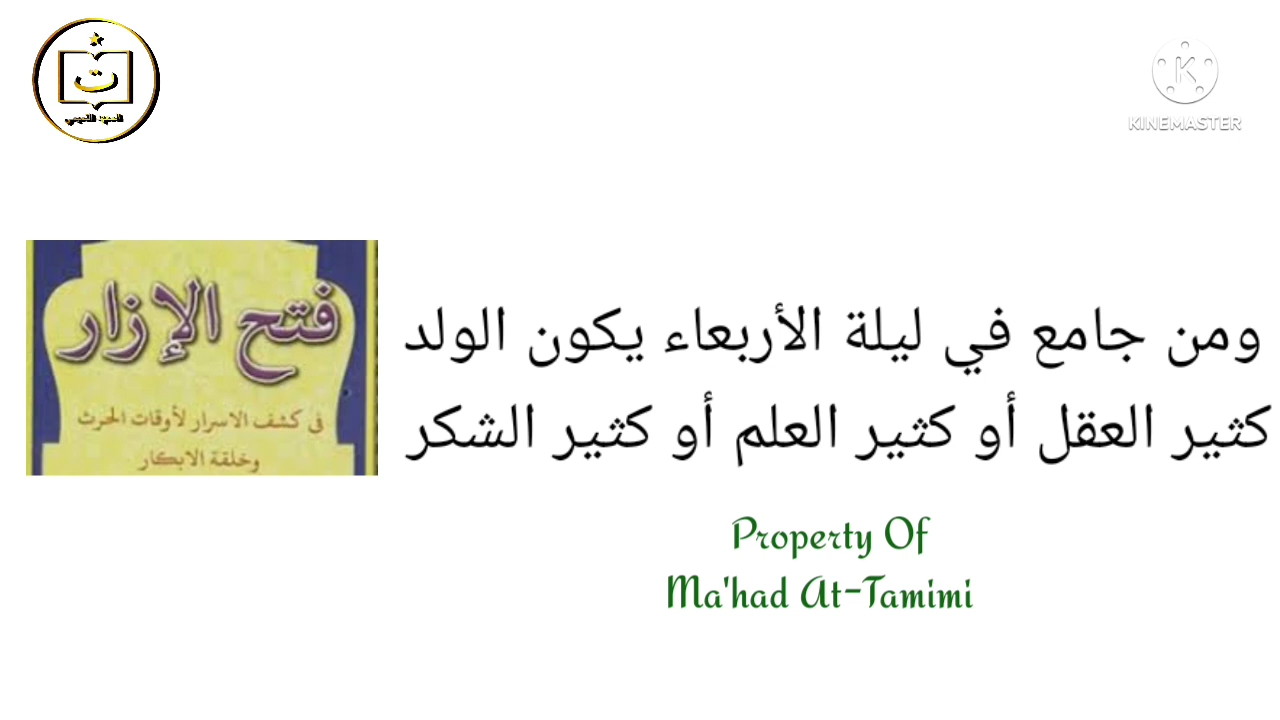 KINEMASTER
فتح الإزار
في كشف الاسرار لأوقات الحرث
وخلقة الابكار
ومن جامع في ليلة الأربعاء يكون الولد
كثير العقل أو كثير العلم أو كثير الشكر
Property Of
Ma'had At-Tamimi